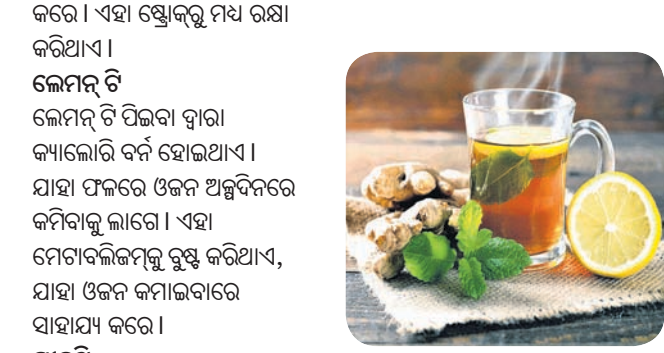 କରେ । ଏହା ଷ୍ଟ୍ରୋକ୍‌ରୁ ମଧ୍ୟ ରକ୍ଷା
କରିଥାଏ ।
ଲେମନ୍ ଟି
ଲେମନ୍ ଟି ପିଇବା ଦ୍ୱାରା
କ୍ୟାଲୋରି ବର୍ନ ହୋଇଥାଏ ।
ଯାହା ଫଳରେ ଓଜନ ଅଳ୍ପଦିନରେ
କମିବାକୁ ଲାଗେ । ଏହା
ମେଟାବଲିଜମ୍‌କୁ ବୁଷ୍ଟ କରିଥାଏ,
ଯାହା ଓଜନ କମାଇବାରେ
ସାହାଯ୍ୟ କରେ ।